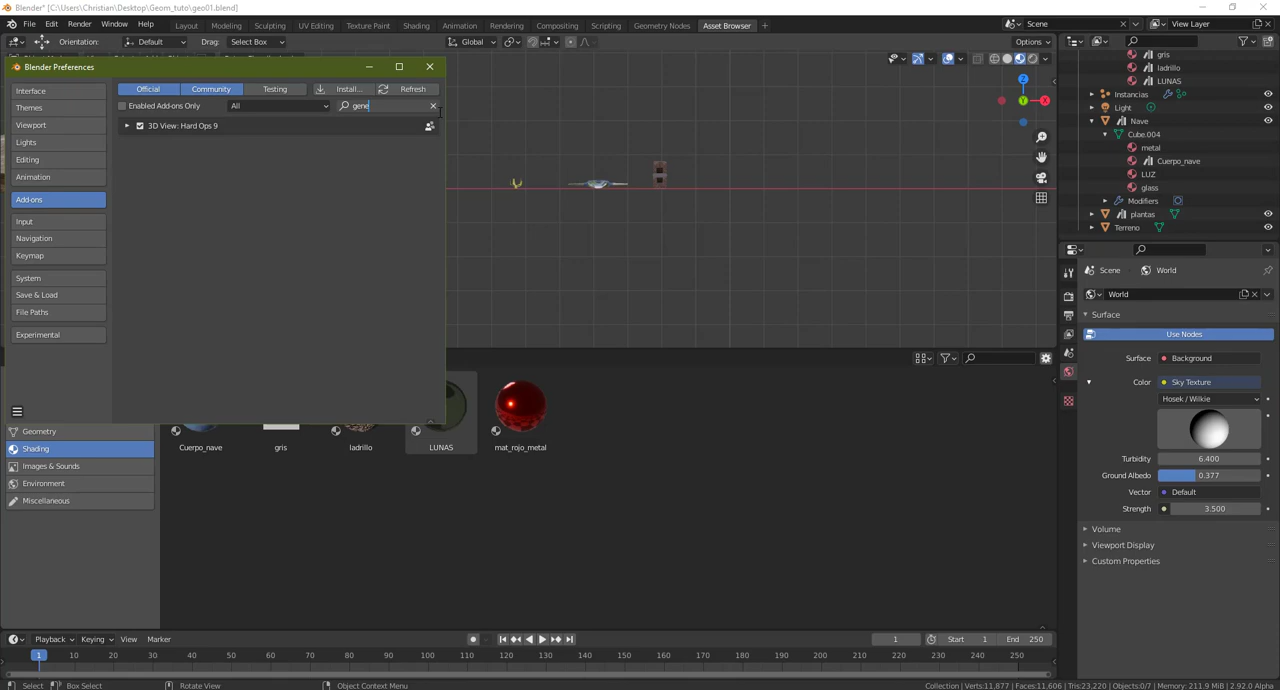 Blender* [C:\Users\Christian\Desktop\Geom_tuto\geo01.blend]
File Edit Render Window Help Layout Modeling Sculpting UV Editing Texture Paint Shading Animation Rendering Compositing Scripting Geometry Nodes Asset Browser + Scene View Layer
Orientation: Default Drag: Select Box Global Options
Blender Preferences
Official Community Testing Install... Refresh
Enabled Add-ons Only All gene
3D View: Hard Ops 9
Interface
Themes
Viewport
Lights
Editing
Animation
Add-ons
Input
Navigation
Keymap
System
Save & Load
File Paths
Experimental
Z
Y
X
gris
ladrillo
LUNAS
Instancias
Light
Nave
Cube.004
metal
Cuerpo_nave
LUZ
glass
Modifiers
plantas
Terreno
Scene World
World
Surface
Use Nodes
Surface Background
Color Sky Texture
Hosek / Wilkie
Turbidity 6.400
Ground Albedo 0.377
Vector Default
Strength 3.500
Volume
Viewport Display
Custom Properties
Geometry
Shading
Images & Sounds
Environment
Miscellaneous
Cuerpo_nave gris ladrillo LUNAS mat_rojo_metal
Playback Keying View Marker 1 Start 1 End 250
1 10 20 30 40 50 60 70 80 90 100 110 120 130 140 150 160 170 180 190 200 210 220 230 240 250
Select Box Select Rotate View Object Context Menu Collection | Verts:11,877 | Faces:11,606 | Tris:23,220 | Objects:0/7 | Memory: 211.9 MiB | 2.92.0 Alpha